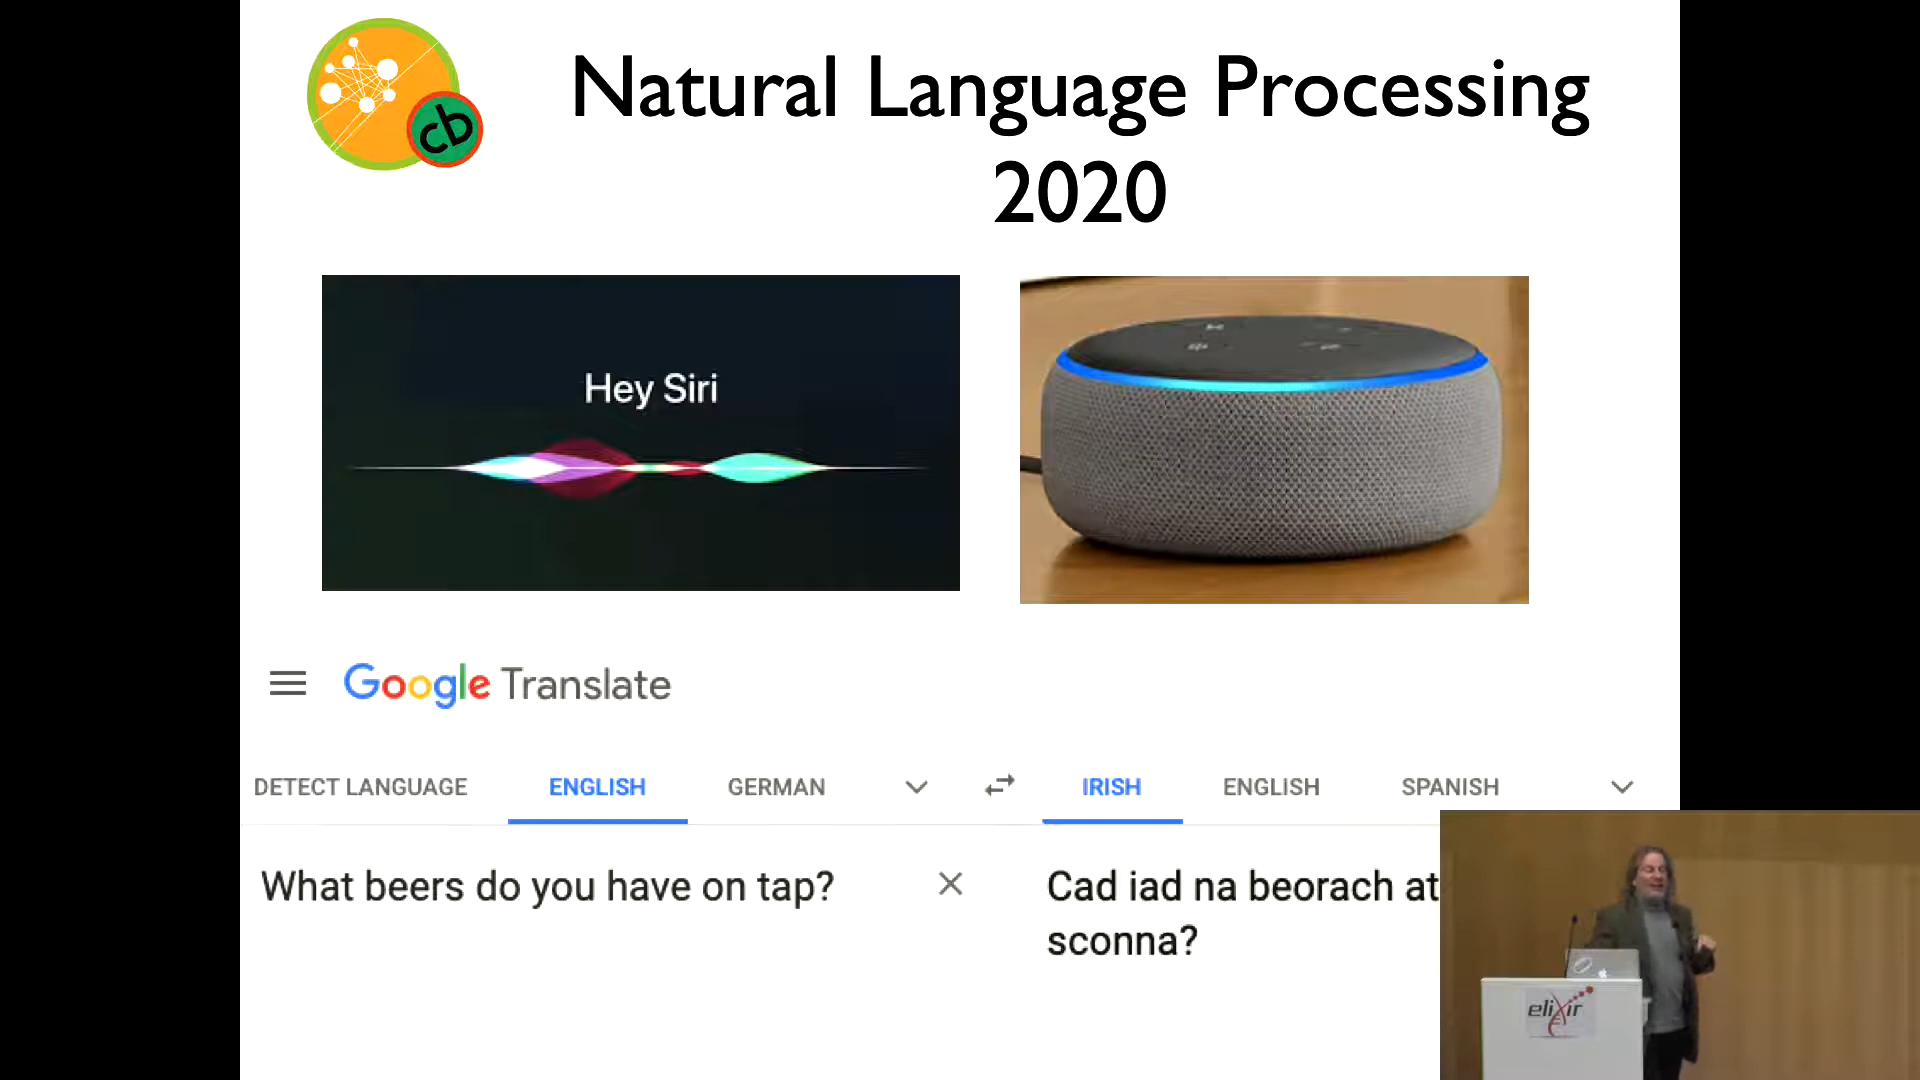 cb
Natural Language Processing
2020
Hey Siri
Google Translate
DETECT LANGUAGE ENGLISH GERMAN IRISH ENGLISH SPANISH
What beers do you have on tap? Cad iad na beorach at
sconna?
elixir